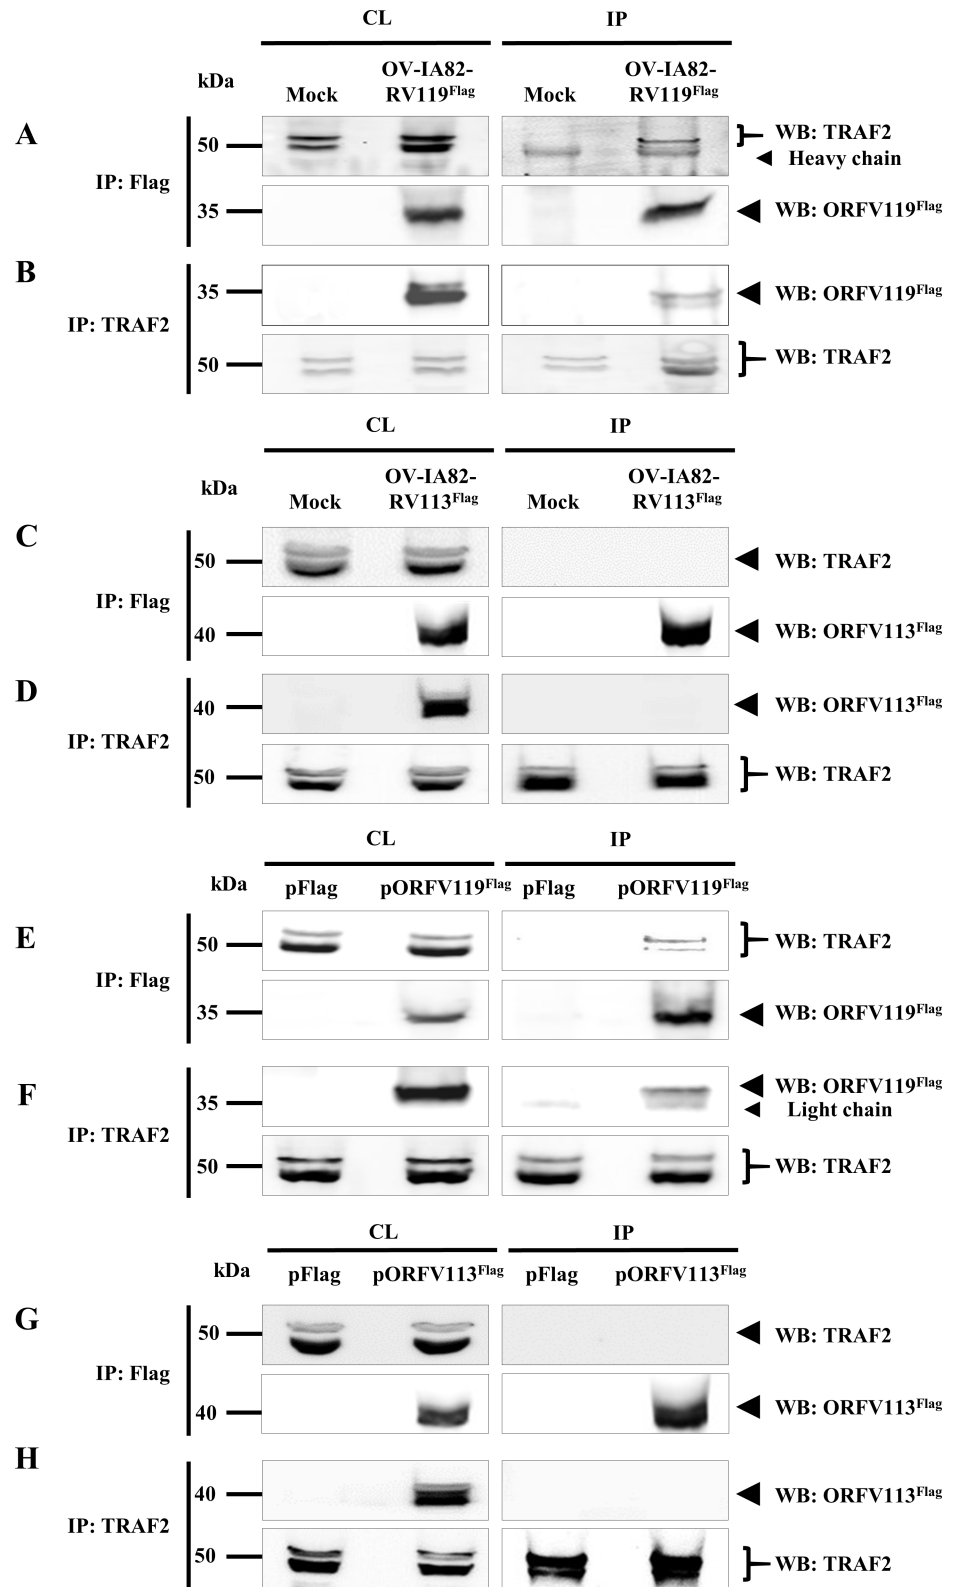 CL IP
kDa Mock OV-IA82-RV119Flag Mock OV-IA82-RV119Flag
A
IP: Flag
50
WB: TRAF2
Heavy chain
35
WB: ORFV119Flag
B
IP: TRAF2
35
WB: ORFV119Flag
50
WB: TRAF2
CL IP
kDa Mock OV-IA82-RV113Flag Mock OV-IA82-RV113Flag
C
IP: Flag
50
WB: TRAF2
40
WB: ORFV113Flag
D
IP: TRAF2
40
WB: ORFV113Flag
50
WB: TRAF2
CL IP
kDa pFlag pORFV119Flag pFlag pORFV119Flag
E
IP: Flag
50
WB: TRAF2
35
WB: ORFV119Flag
F
IP: TRAF2
35
WB: ORFV119Flag
Light chain
50
WB: TRAF2
CL IP
kDa pFlag pORFV113Flag pFlag pORFV113Flag
G
IP: Flag
50
WB: TRAF2
40
WB: ORFV113Flag
H
IP: TRAF2
40
WB: ORFV113Flag
50
WB: TRAF2